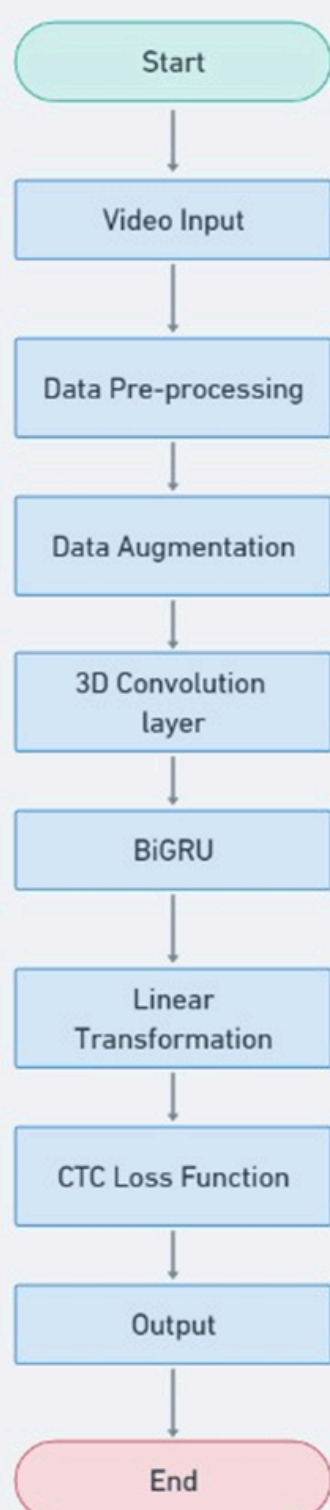 Start
Video Input
Data Pre-processing
Data Augmentation
3D Convolution
layer
BiGRU
Linear
Transformation
CTC Loss Function
Output
End